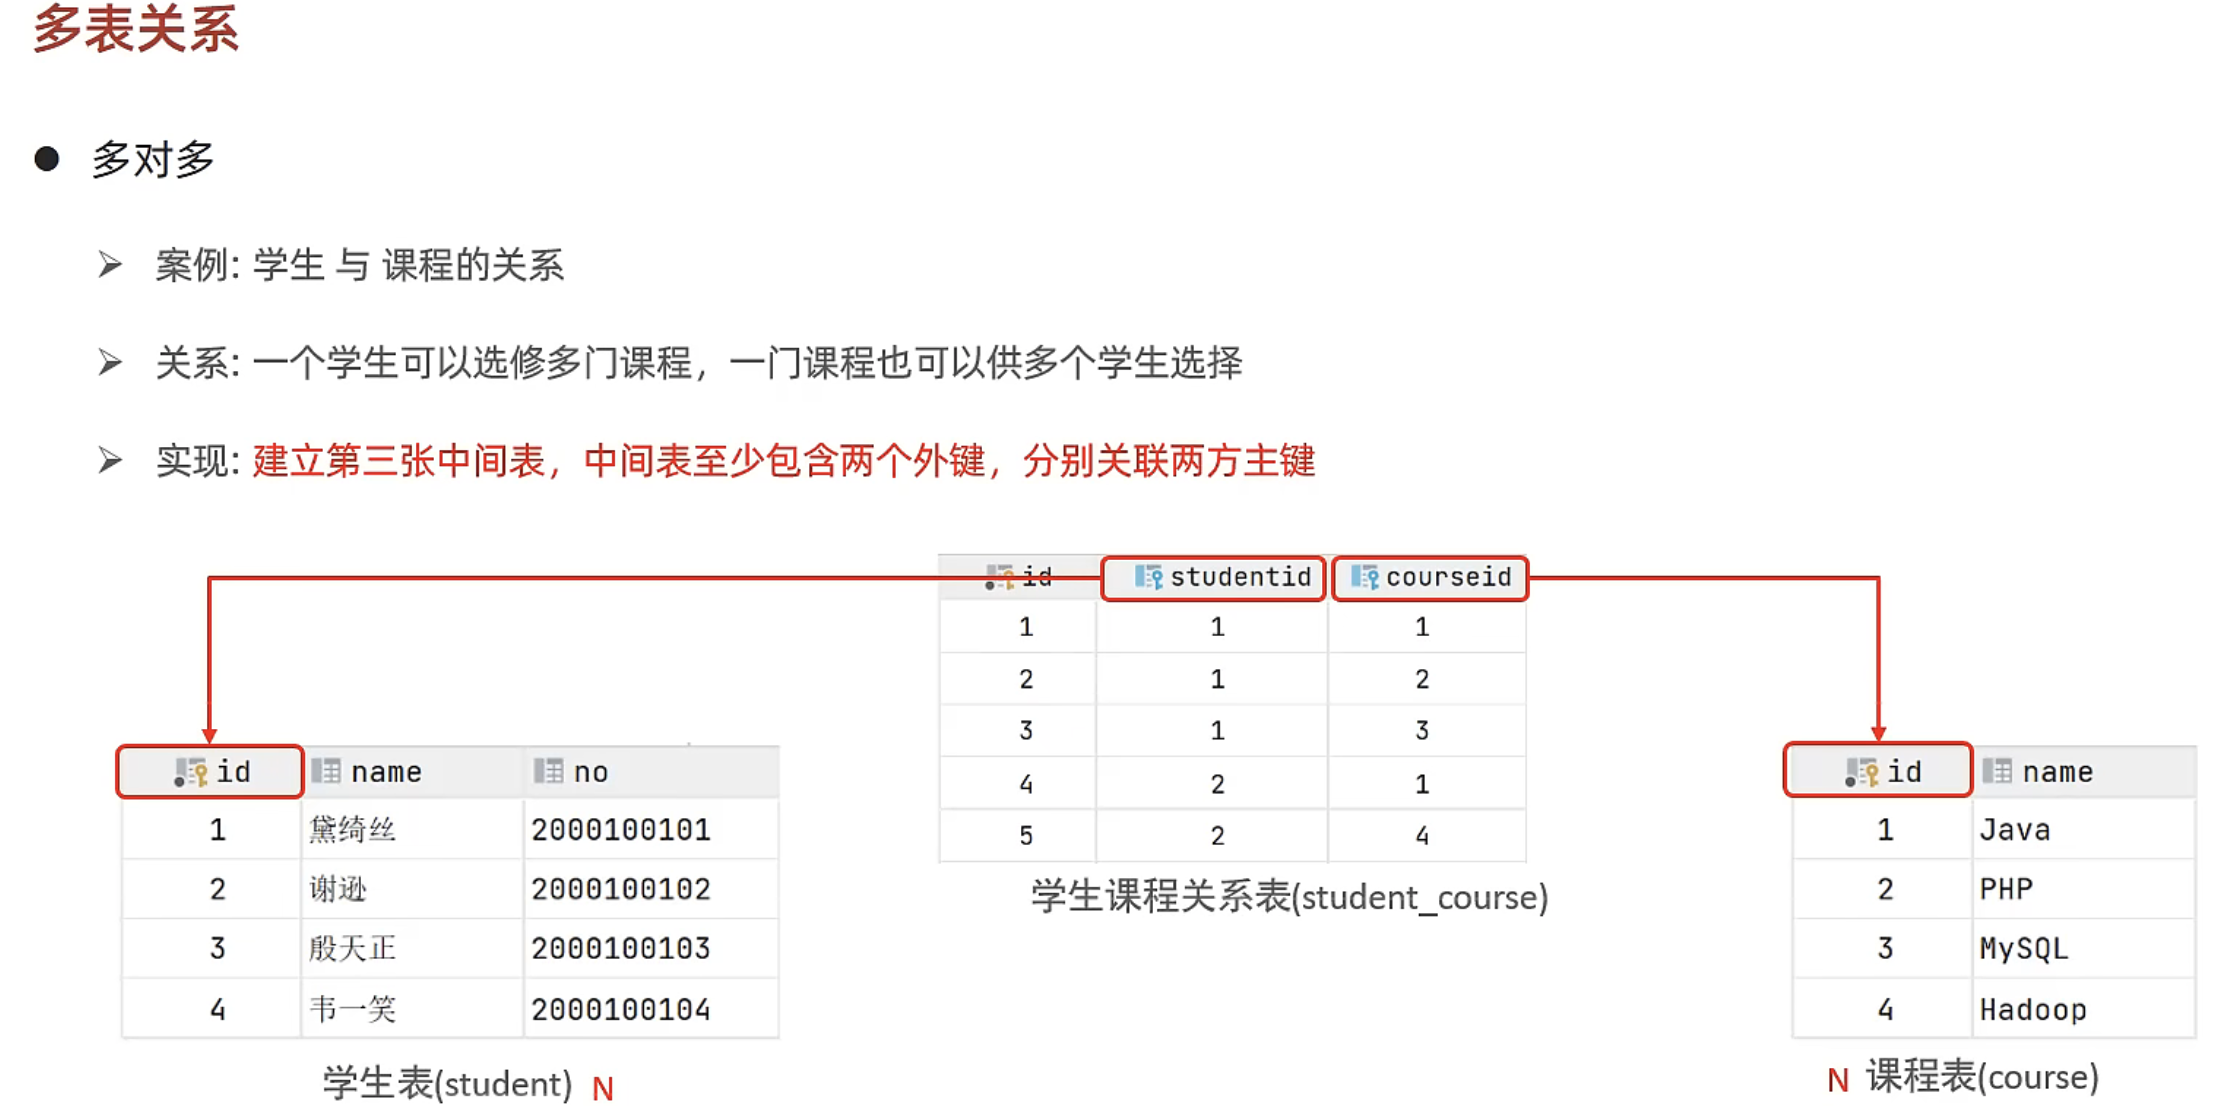 多表关系
多对多
案例: 学生 与 课程的关系
关系: 一个学生可以选修多门课程，一门课程也可以供多个学生选择
实现: 建立第三张中间表，中间表至少包含两个外键，分别关联两方主键
id studentid courseid
1 1 1
2 1 2
3 1 3
4 2 1
5 2 4
学生课程关系表(student_course)
id name no
1 黛绮丝 2000100101
2 谢逊 2000100102
3 殷天正 2000100103
4 韦一笑 2000100104
学生表(student) N
id name
1 Java
2 PHP
3 MySQL
4 Hadoop
N 课程表(course)